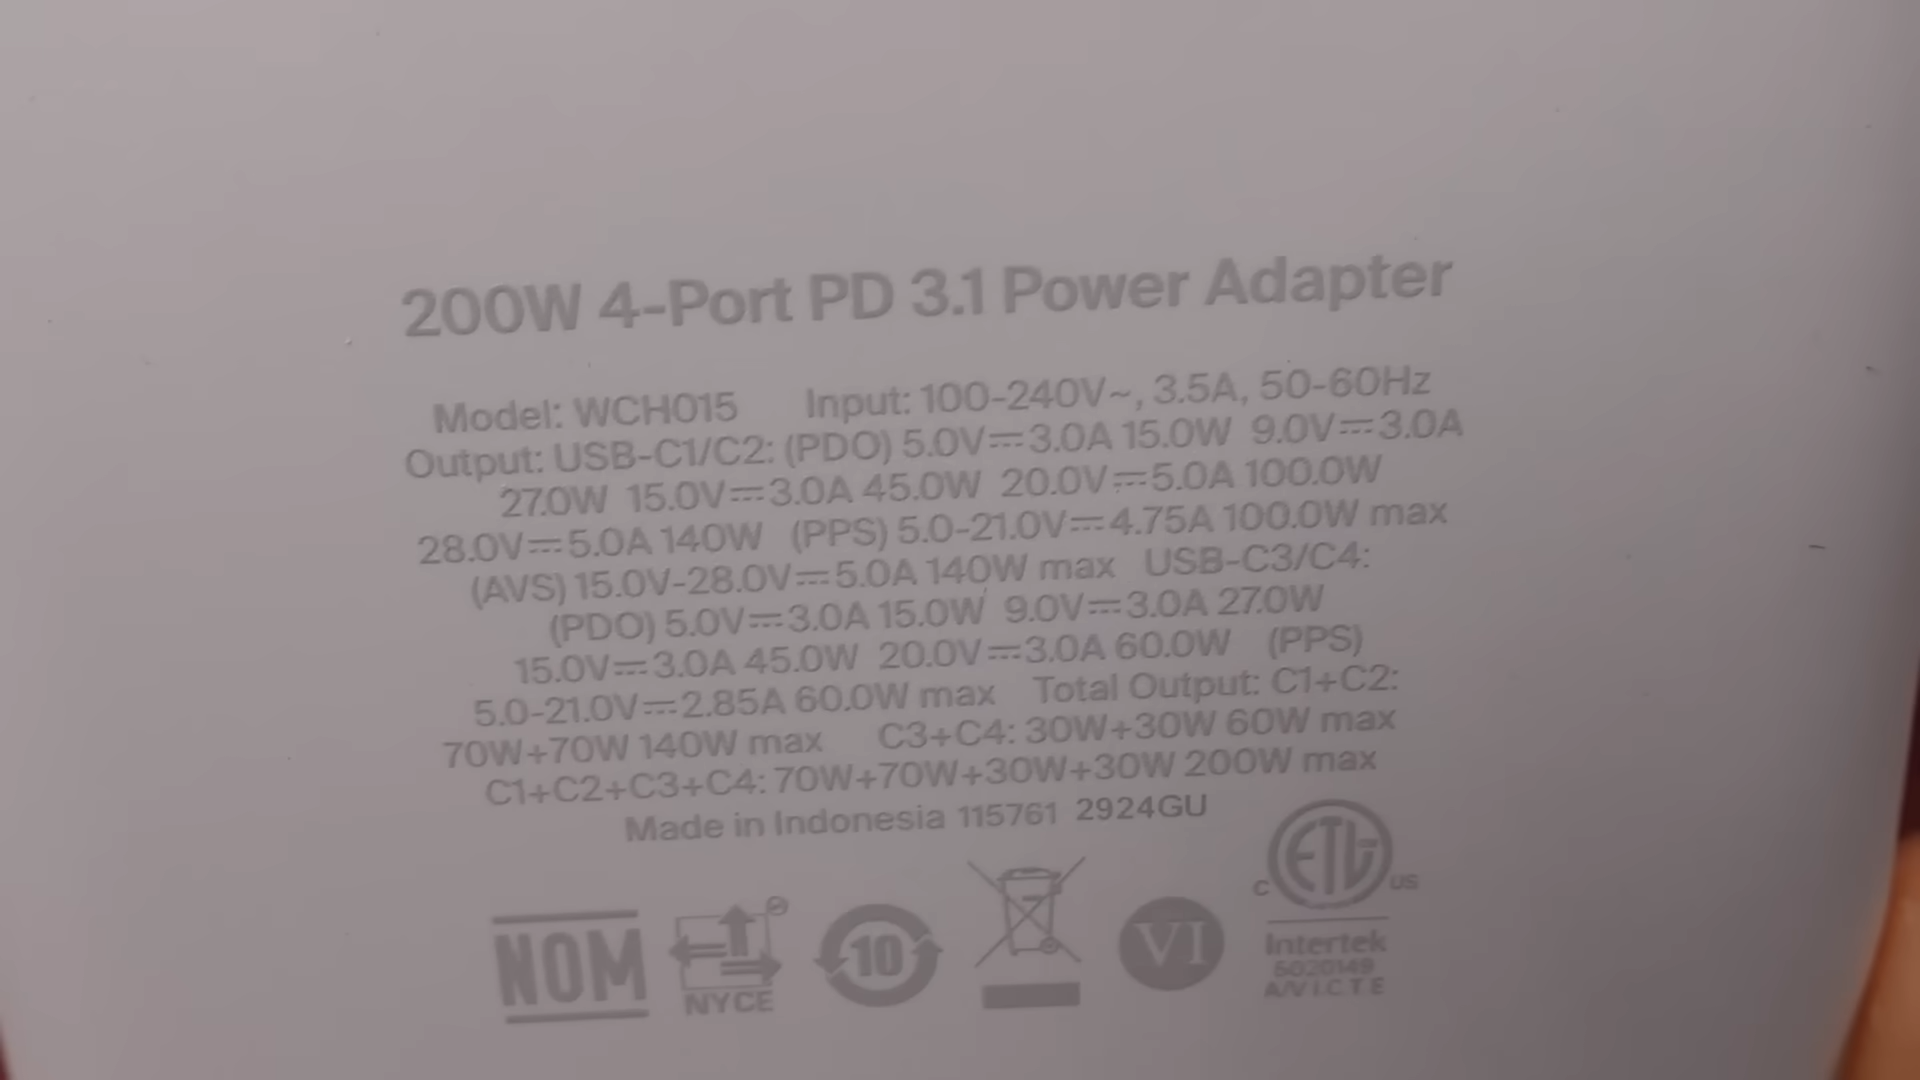 200W 4-Port PD 3.1 Power Adapter
Model: WCH015 Input: 100-240V~, 3.5A, 50-60Hz
Output: USB-C1/C2: (PDO) 5.0V⎓3.0A 15.0W 9.0V⎓3.0A
27.0W 15.0V⎓3.0A 45.0W 20.0V⎓5.0A 100.0W
28.0V⎓5.0A 140W (PPS) 5.0-21.0V⎓4.75A 100.0W max
(AVS) 15.0V-28.0V⎓5.0A 140W max USB-C3/C4:
(PDO) 5.0V⎓3.0A 15.0W 9.0V⎓3.0A 27.0W
15.0V⎓3.0A 45.0W 20.0V⎓3.0A 60.0W (PPS)
5.0-21.0V⎓2.85A 60.0W max Total Output: C1+C2:
70W+70W 140W max C3+C4: 30W+30W 60W max
C1+C2+C3+C4: 70W+70W+30W+30W 200W max
Made in Indonesia 115761 2924GU
NOM
NYCE
10
VI
C ETL US
Intertek
5020149
A/V I.C.T.E